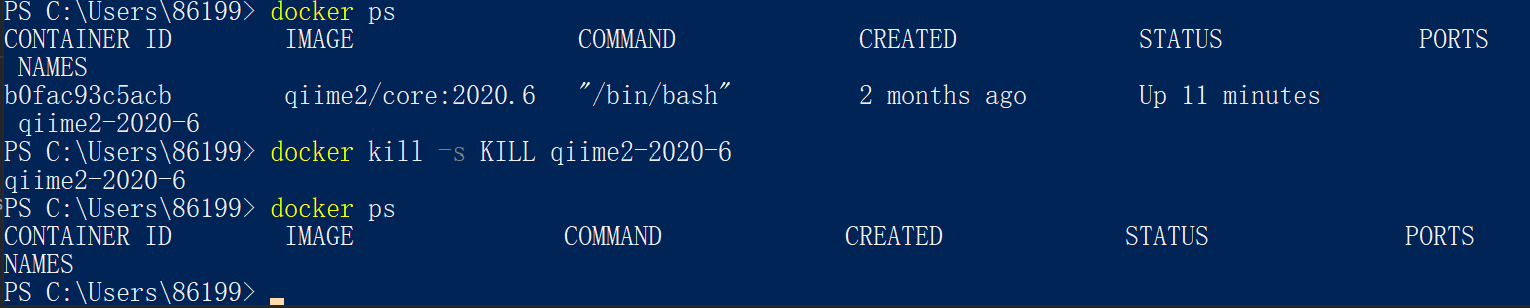 PS C:\Users\86199> docker ps
CONTAINER ID IMAGE COMMAND CREATED STATUS PORTS
NAMES
b0fac93c5acb qiime2/core:2020.6 "/bin/bash" 2 months ago Up 11 minutes
qiime2-2020-6
PS C:\Users\86199> docker kill -s KILL qiime2-2020-6
qiime2-2020-6
PS C:\Users\86199> docker ps
CONTAINER ID IMAGE COMMAND CREATED STATUS PORTS
NAMES
PS C:\Users\86199>